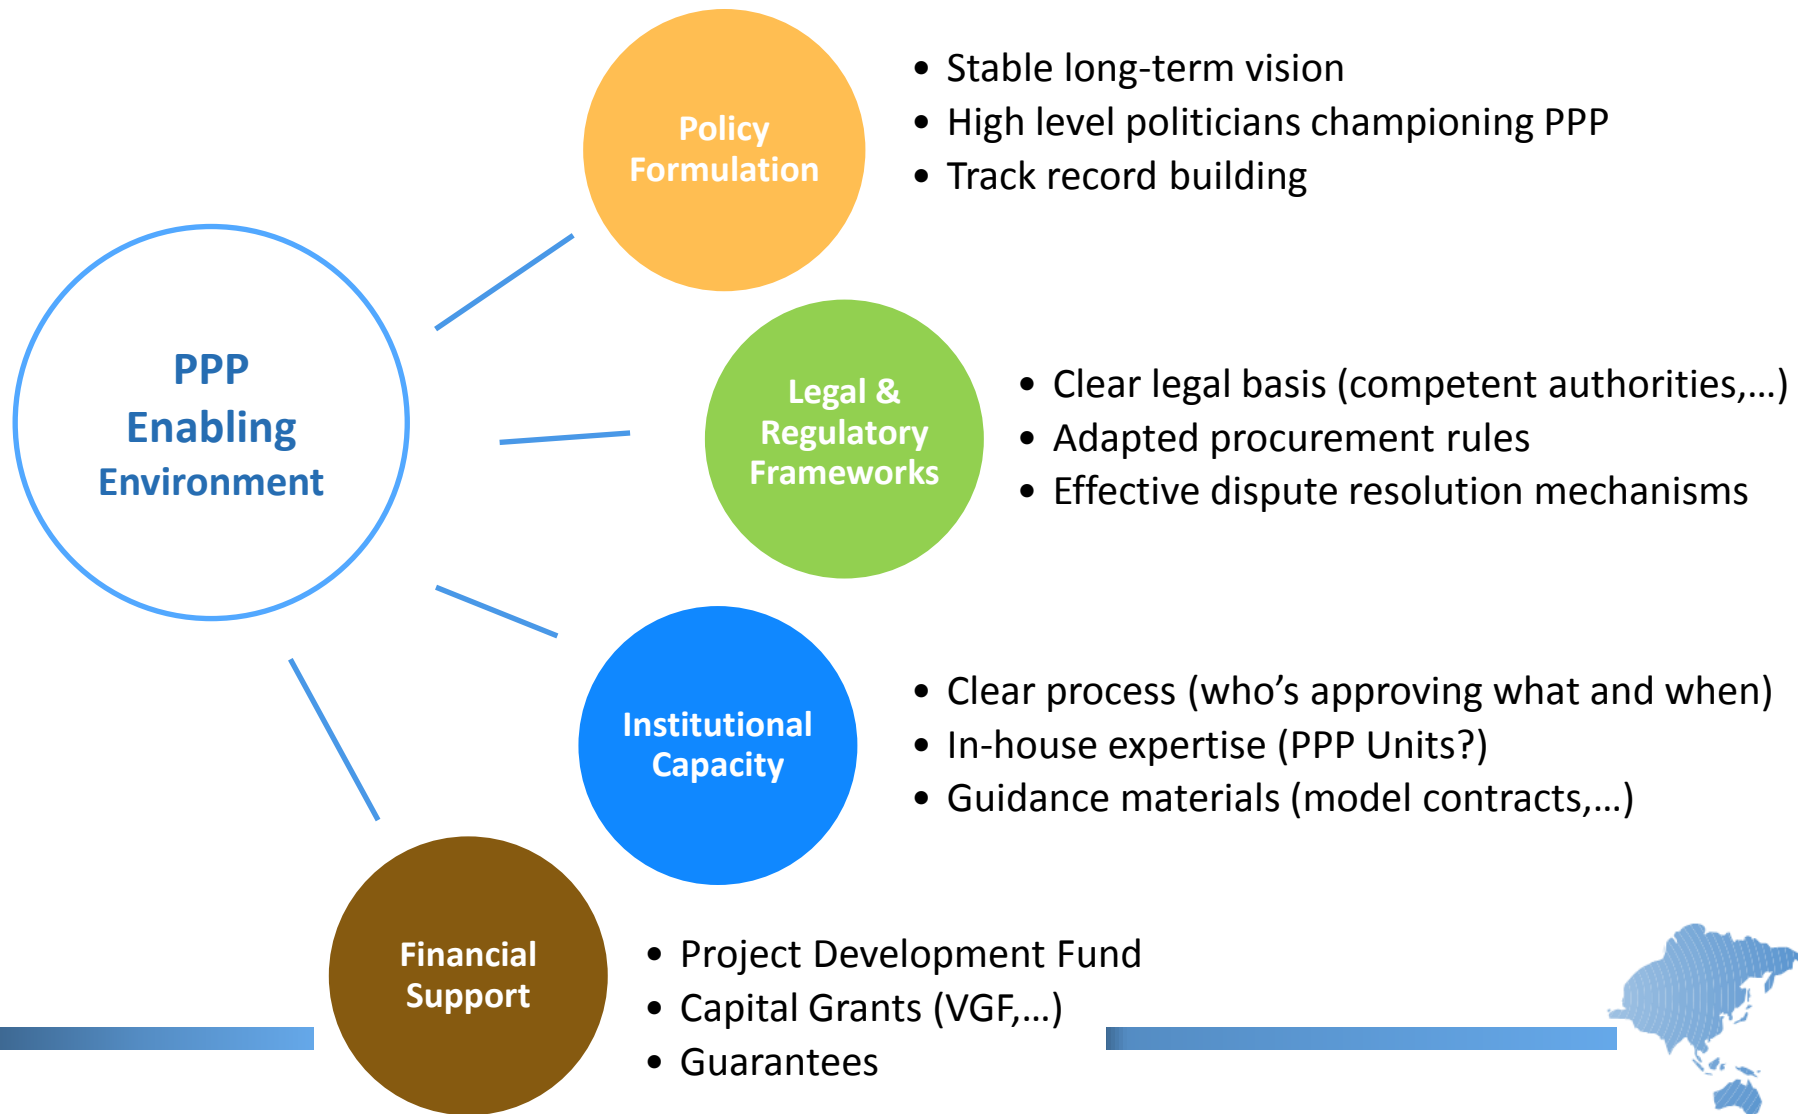 PPP
Enabling
Environment
Policy
Formulation
• Stable long-term vision
• High level politicians championing PPP
• Track record building
Legal &
Regulatory
Frameworks
• Clear legal basis (competent authorities,…)
• Adapted procurement rules
• Effective dispute resolution mechanisms
Institutional
Capacity
• Clear process (who’s approving what and when)
• In-house expertise (PPP Units?)
• Guidance materials (model contracts,…)
Financial
Support
• Project Development Fund
• Capital Grants (VGF,…)
• Guarantees